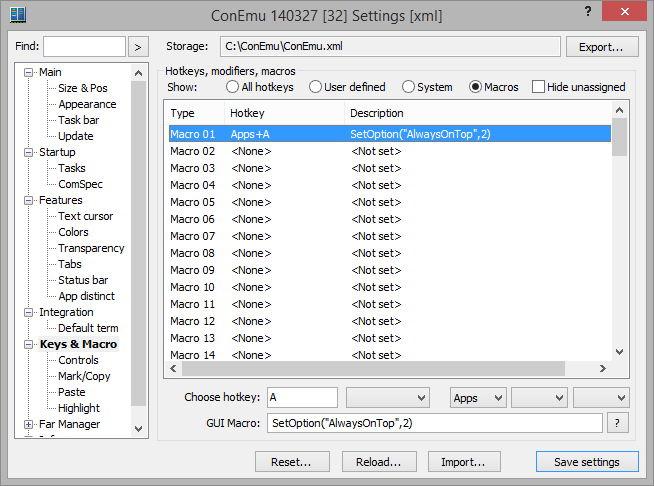 ConEmu 140327 [32] Settings [xml]
?
Find:
>
Storage: C:\ConEmu\ConEmu.xml Export...
Main
Size & Pos
Appearance
Task bar
Update
Startup
Tasks
ComSpec
Features
Text cursor
Colors
Transparency
Tabs
Status bar
App distinct
Integration
Default term
Keys & Macro
Controls
Mark/Copy
Paste
Highlight
Far Manager
Hotkeys, modifiers, macros
Show: All hotkeys User defined System Macros Hide unassigned
Type Hotkey Description
Macro 01 Apps+A SetOption("AlwaysOnTop",2)
Macro 02 <None> <Not set>
Macro 03 <None> <Not set>
Macro 04 <None> <Not set>
Macro 05 <None> <Not set>
Macro 06 <None> <Not set>
Macro 07 <None> <Not set>
Macro 08 <None> <Not set>
Macro 09 <None> <Not set>
Macro 10 <None> <Not set>
Macro 11 <None> <Not set>
Macro 12 <None> <Not set>
Macro 13 <None> <Not set>
Macro 14 <None> <Not set>
Choose hotkey: A Apps
GUI Macro: SetOption("AlwaysOnTop",2) ?
Reset... Reload... Import... Save settings